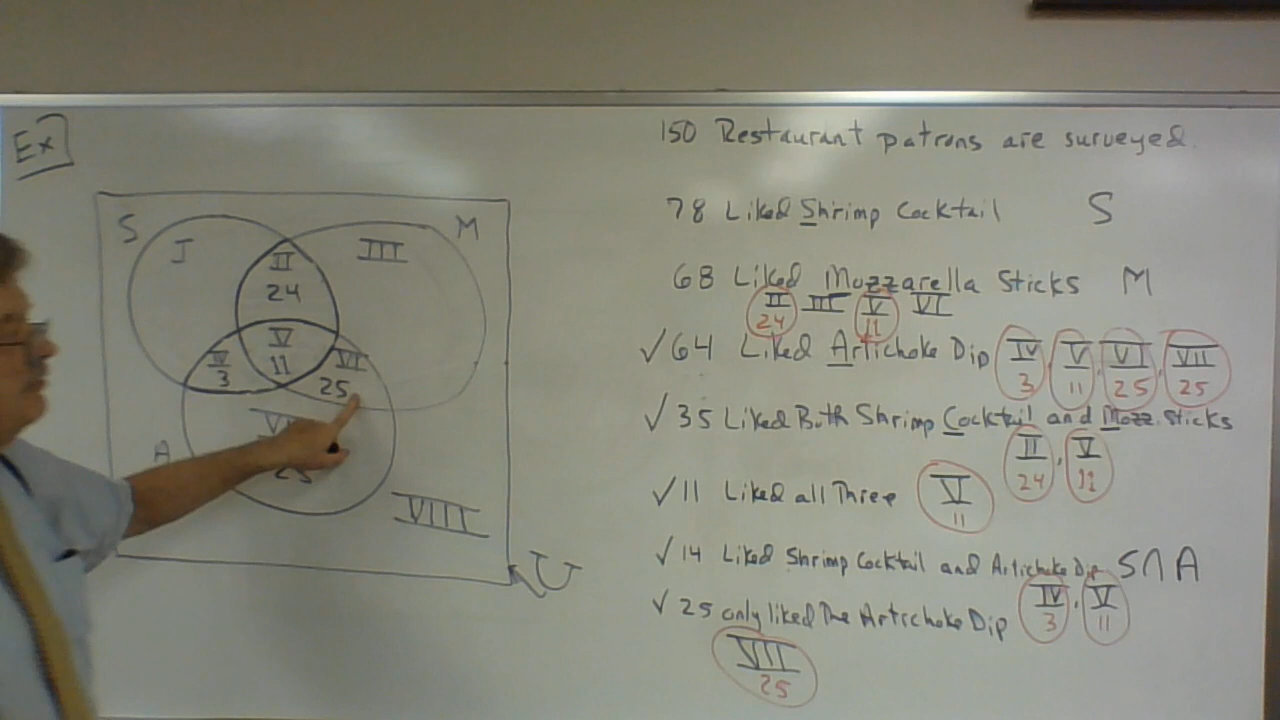 Ex
150 Restaurant patrons are surveyed.
78 Liked Shrimp Cocktail S
68 Liked Mozzarella Sticks M
II III V VI
24 11
✓64 Liked Artichoke Dip IV, V, VI, VII
3 11 25 25
✓35 Liked Both Shrimp Cocktail and Mozz. Sticks
II, V
24 11
✓11 Liked all Three V
11
✓14 Liked Shrimp Cocktail and Artichoke Dip S∩A
IV, V
3 11
✓25 only liked The Artichoke Dip
VII
25
S M
I II III
24
IV V VI
3 11 25
A
25
VIII
U